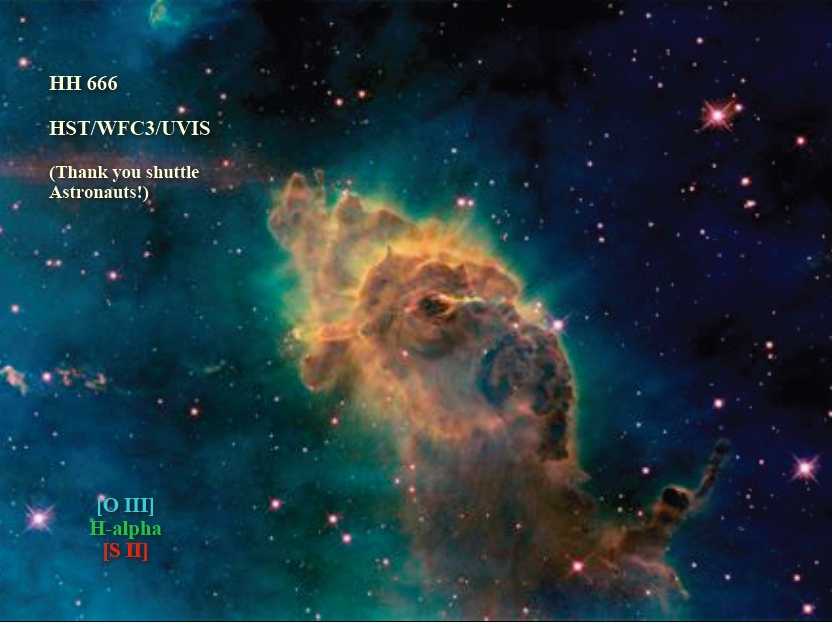 HH 666
HST/WFC3/UVIS
(Thank you shuttle
Astronauts!)
[O III]
H-alpha
[S II]